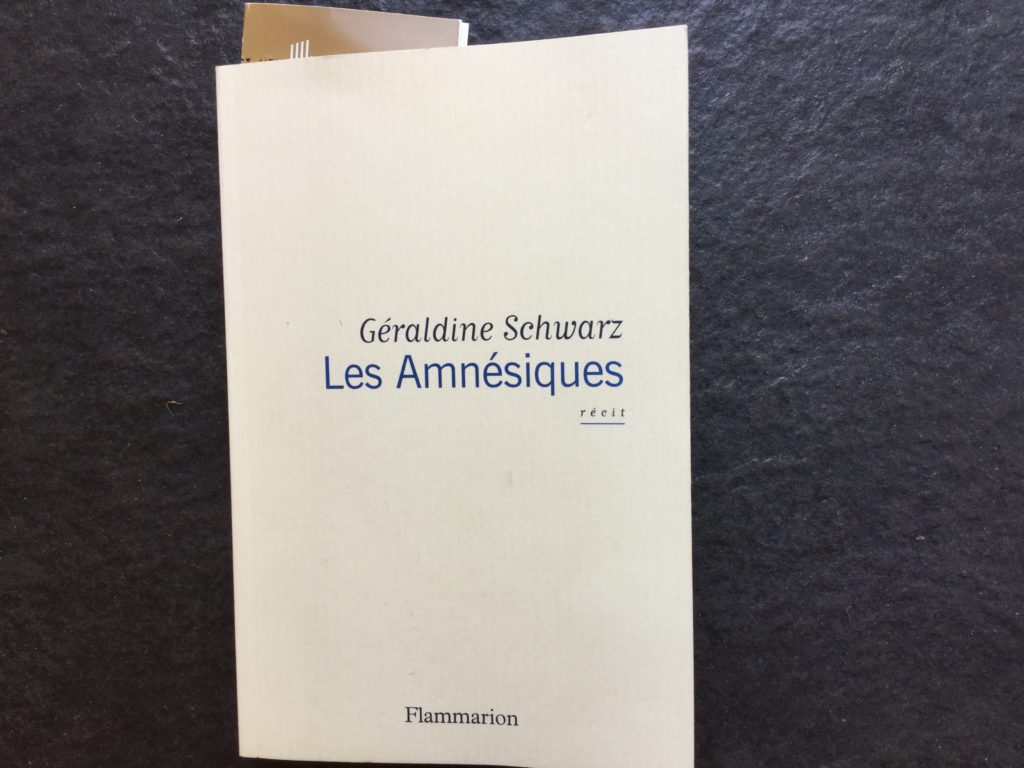 Géraldine Schwarz
Les Amnésiques
récit
Flammarion